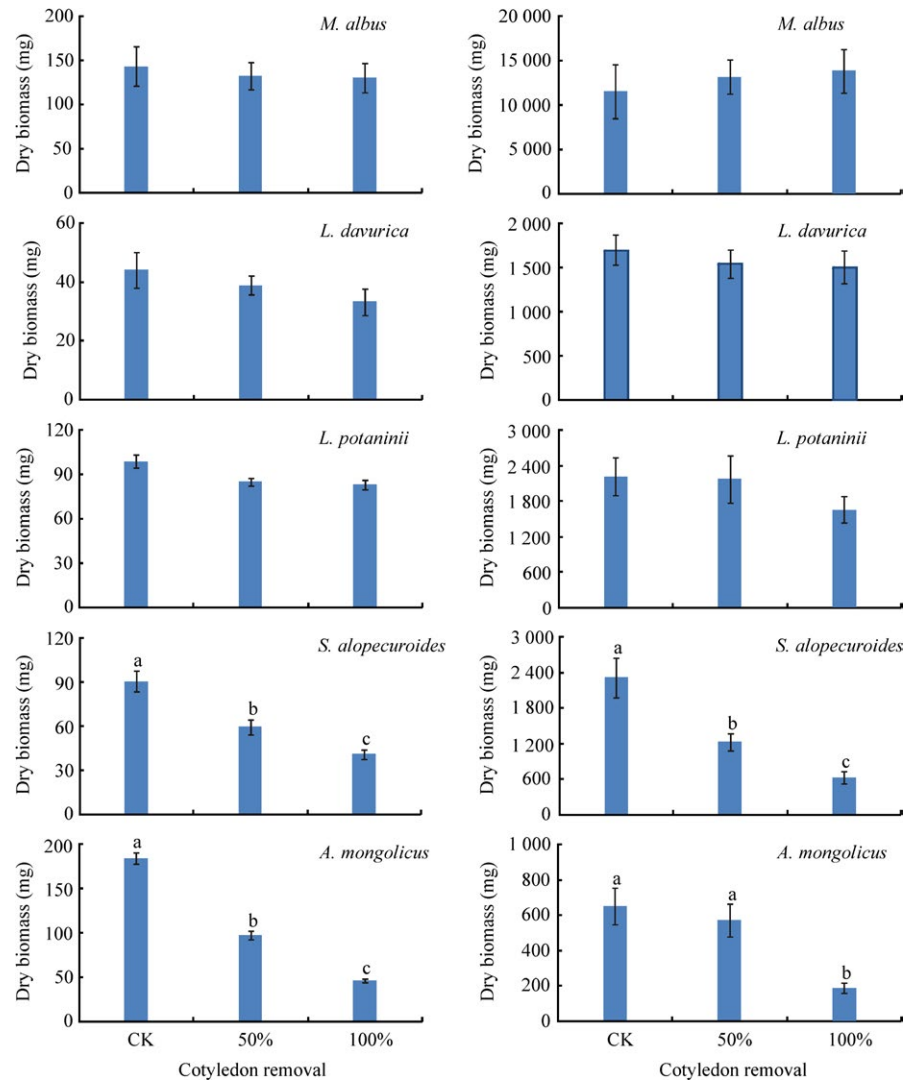 M. albus
Dry biomass (mg)
200
150
100
50
0
M. albus
Dry biomass (mg)
20 000
15 000
10 000
5 000
0
L. davurica
Dry biomass (mg)
60
40
20
0
L. davurica
Dry biomass (mg)
2 000
1 500
1 000
500
0
L. potaninii
Dry biomass (mg)
120
90
60
30
0
L. potaninii
Dry biomass (mg)
3 000
2 400
1 800
1 200
600
0
S. alopecuroides
Dry biomass (mg)
90
90
60
30
0
a
b
c
S. alopecuroides
Dry biomass (mg)
3 000
2 400
1 800
1 200
600
0
a
b
c
A. mongolicus
Dry biomass (mg)
200
150
100
50
0
a
b
c
CK 50% 100%
Cotyledon removal
A. mongolicus
Dry biomass (mg)
1 000
800
600
400
200
0
a
a
b
CK 50% 100%
Cotyledon removal